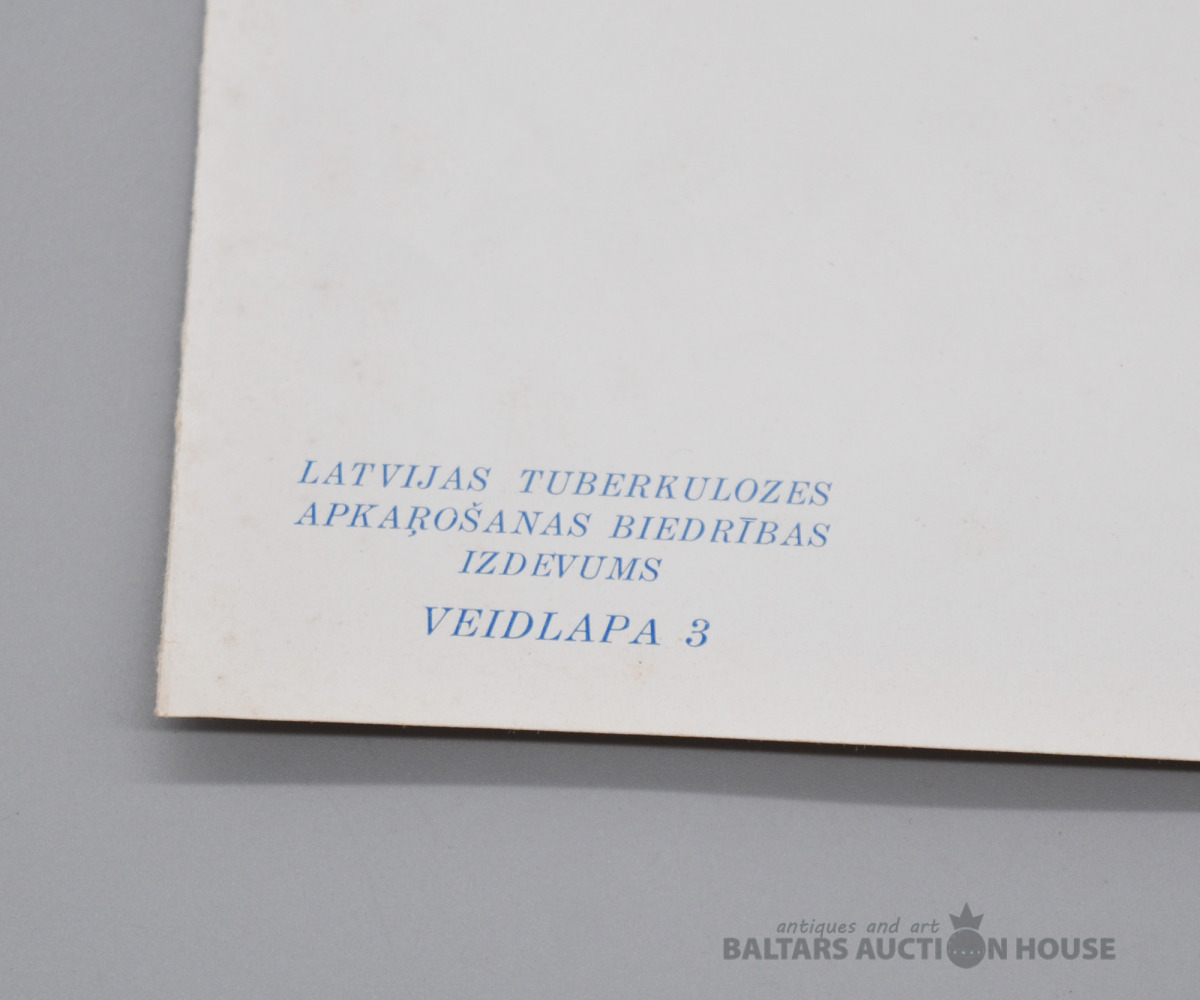 LATVIJAS TUBERKULOZES
APKAŖOŠANAS BIEDRĪBAS
IZDEVUMS
VEIDLAPA 3
antiques and art
BALTARS AUCTION HOUSE